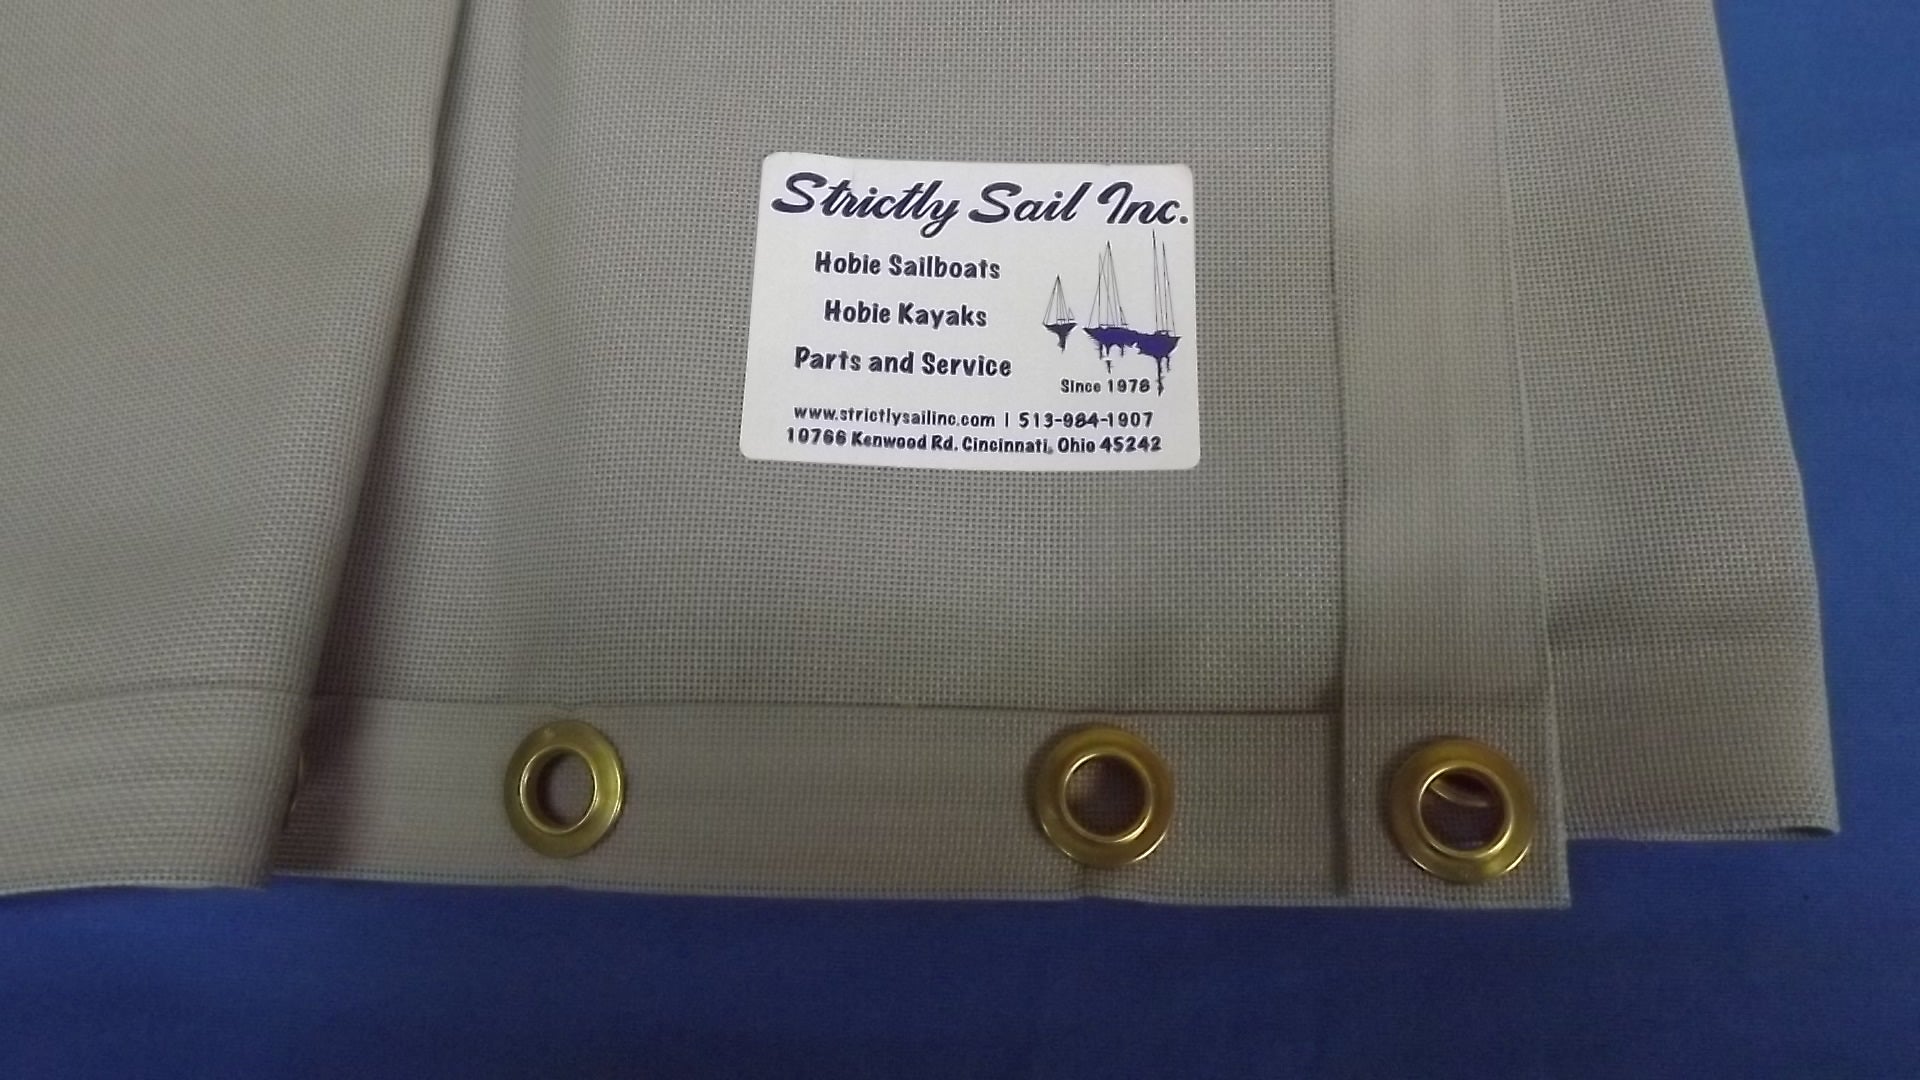 Strictly Sail Inc.
Hobie Sailboats
Hobie Kayaks
Parts and Service
Since 1978
www.strictlysailinc.com | 513-984-1907
10766 Kenwood Rd. Cincinnati, Ohio 45242